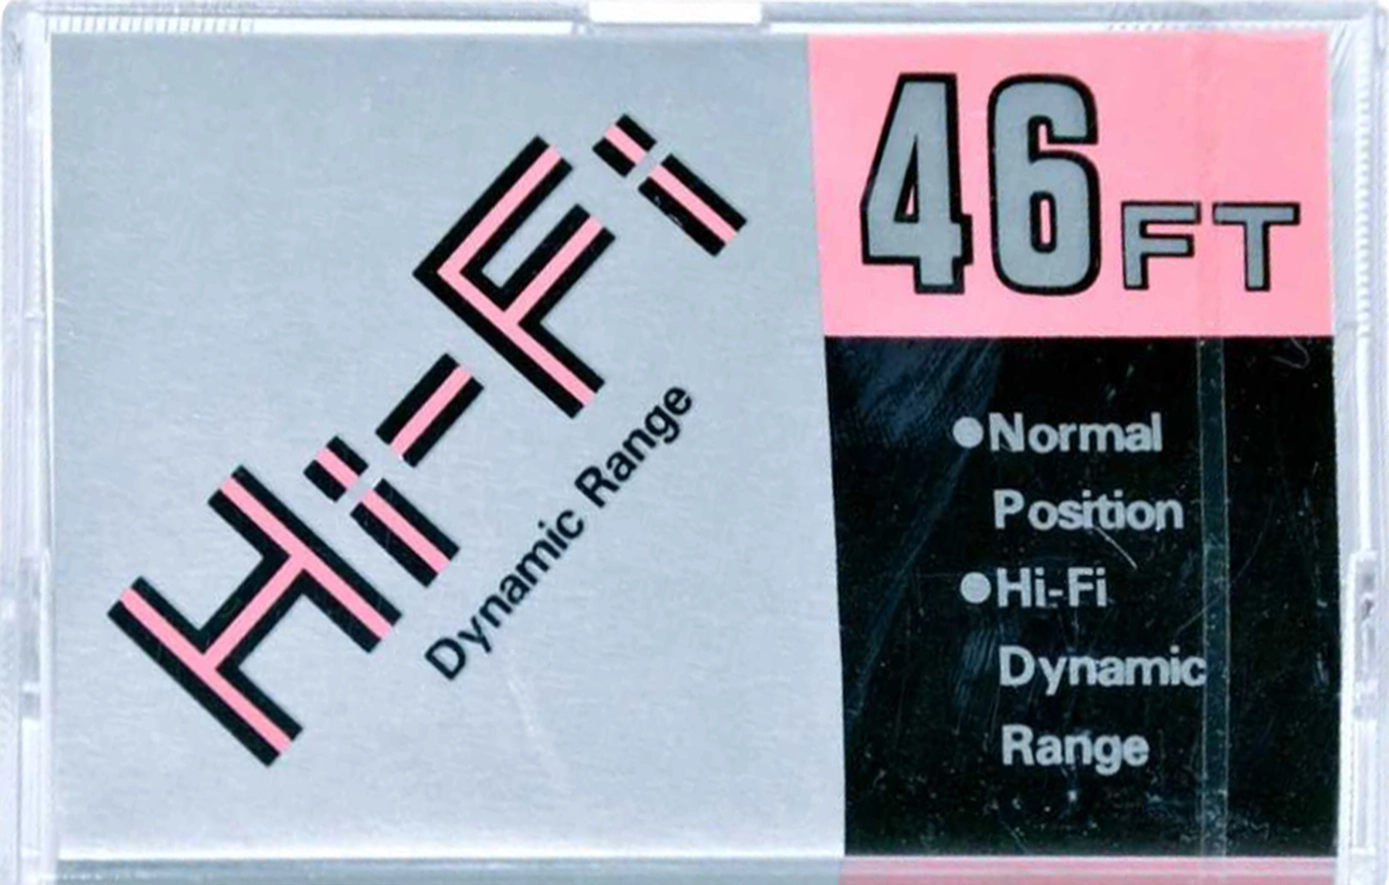 Hi-Fi
Dynamic Range
46FT
●Normal
Position
●Hi-Fi
Dynamic
Range